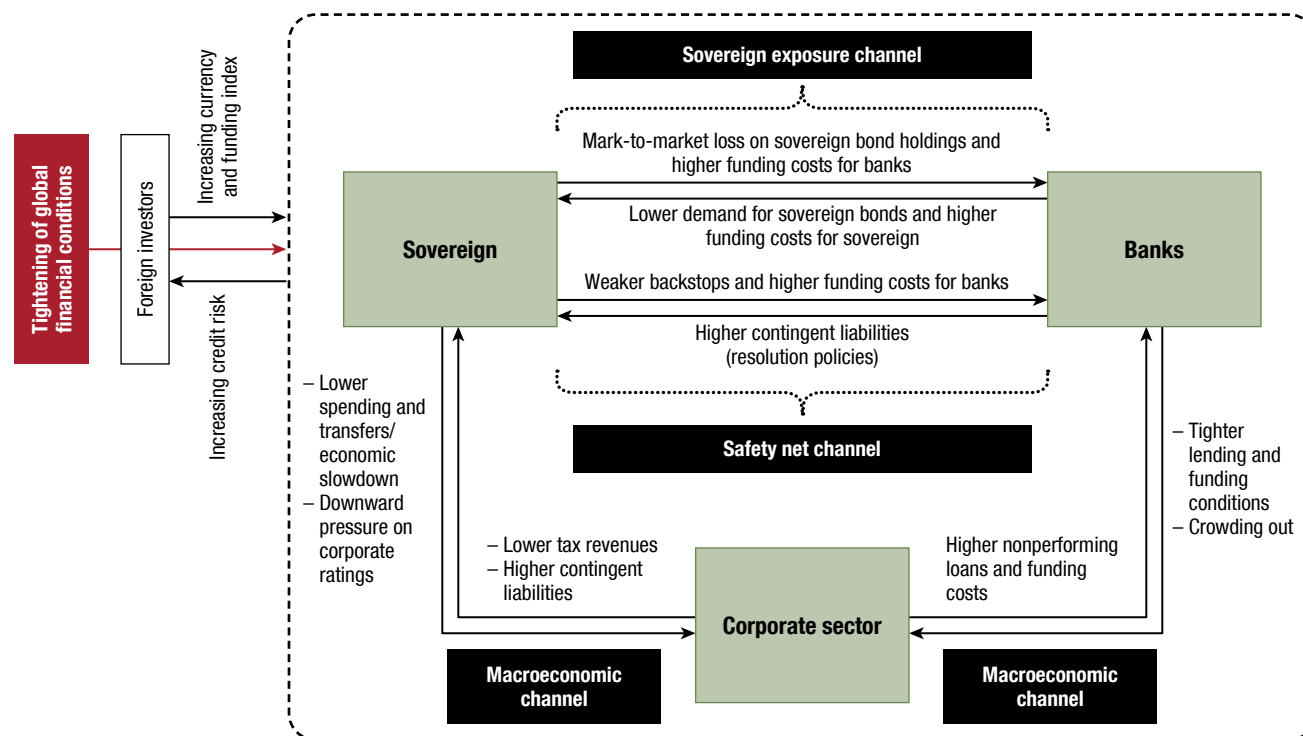 Tightening of global
financial conditions
Foreign investors
Increasing currency
and funding index
Increasing credit risk
Sovereign exposure channel
Mark-to-market loss on sovereign bond holdings and
higher funding costs for banks
Lower demand for sovereign bonds and higher
funding costs for sovereign
Sovereign
Banks
Weaker backstops and higher funding costs for banks
Higher contingent liabilities
(resolution policies)
Safety net channel
– Lower
spending and
transfers/
economic
slowdown
– Downward
pressure on
corporate
ratings
– Tighter
lending and
funding
conditions
– Crowding out
– Lower tax revenues
– Higher contingent
liabilities
Higher nonperforming
loans and funding
costs
Corporate sector
Macroeconomic
channel
Macroeconomic
channel